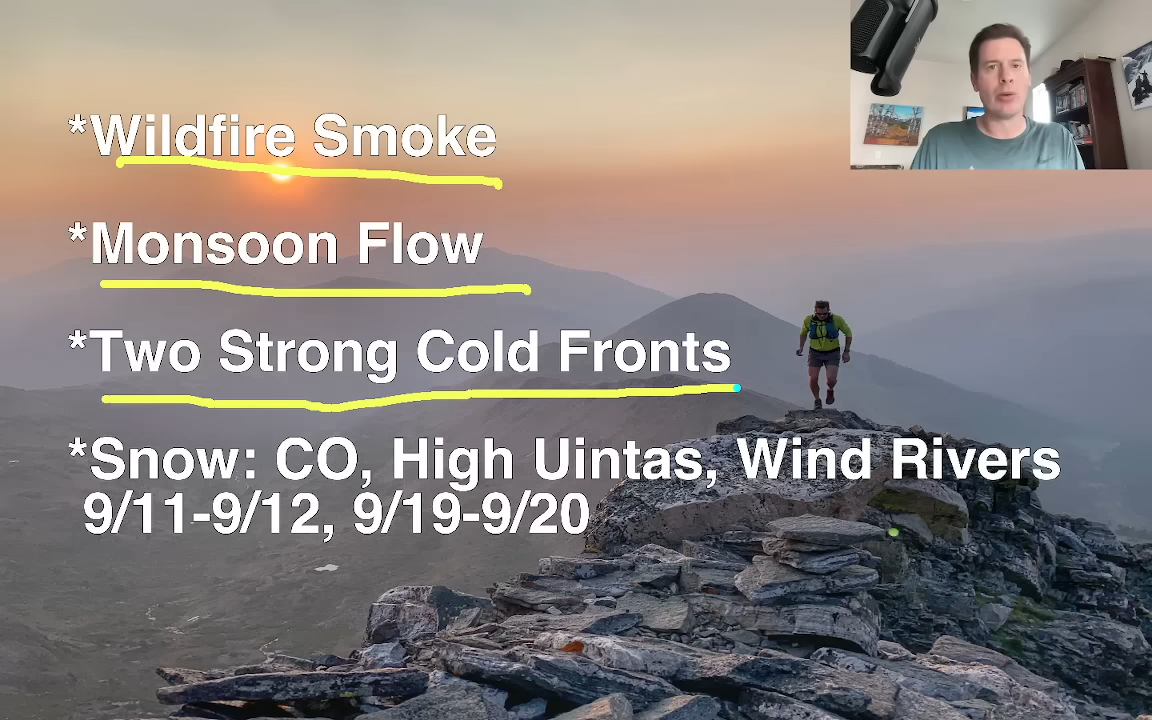 *Wildfire Smoke
*Monsoon Flow
*Two Strong Cold Fronts
*Snow: CO, High Uintas, Wind Rivers
9/11-9/12, 9/19-9/20